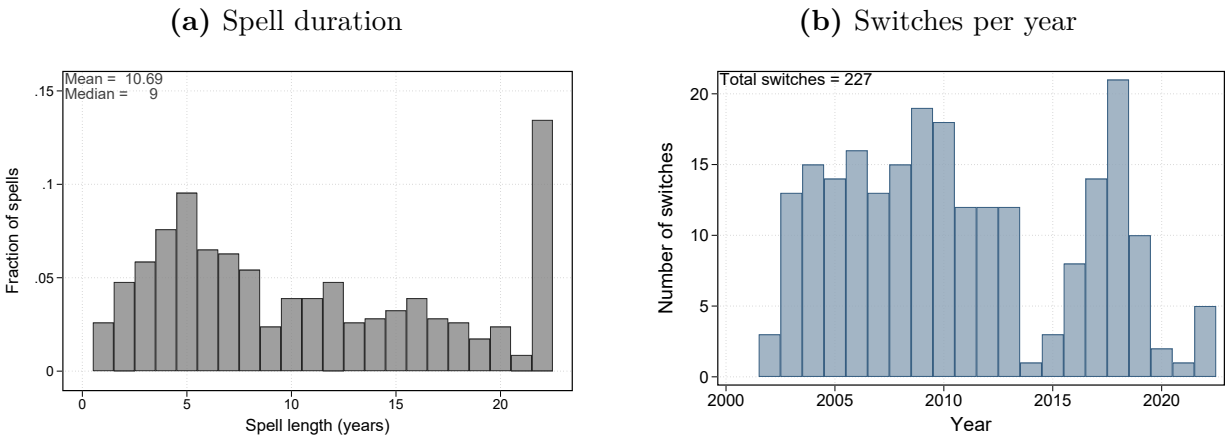 (a) Spell duration
Mean = 10.69
Median = 9
.15
.1
.05
0
Fraction of spells
0 5 10 15 20
Spell length (years)
(b) Switches per year
Total switches = 227
20
15
10
5
0
Number of switches
2000 2005 2010 2015 2020
Year